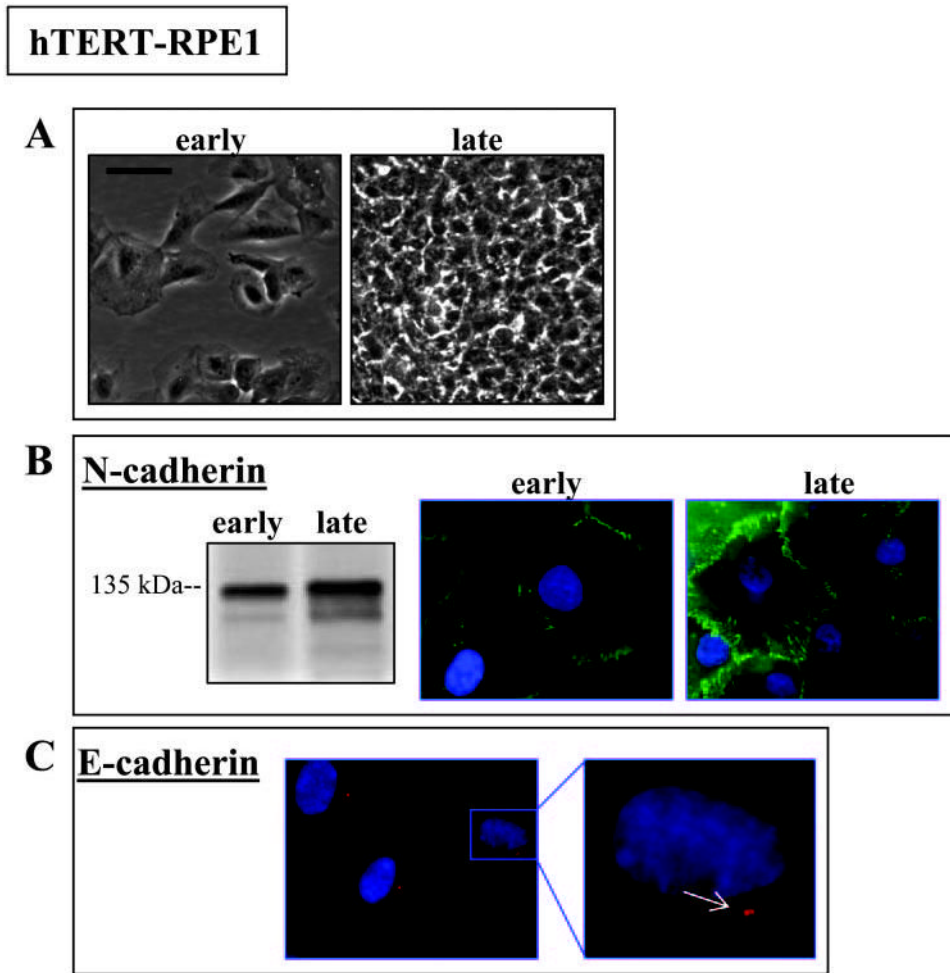 hTERT-RPE1
A
early late
B
N-cadherin
early late
early late
135 kDa--
C
E-cadherin